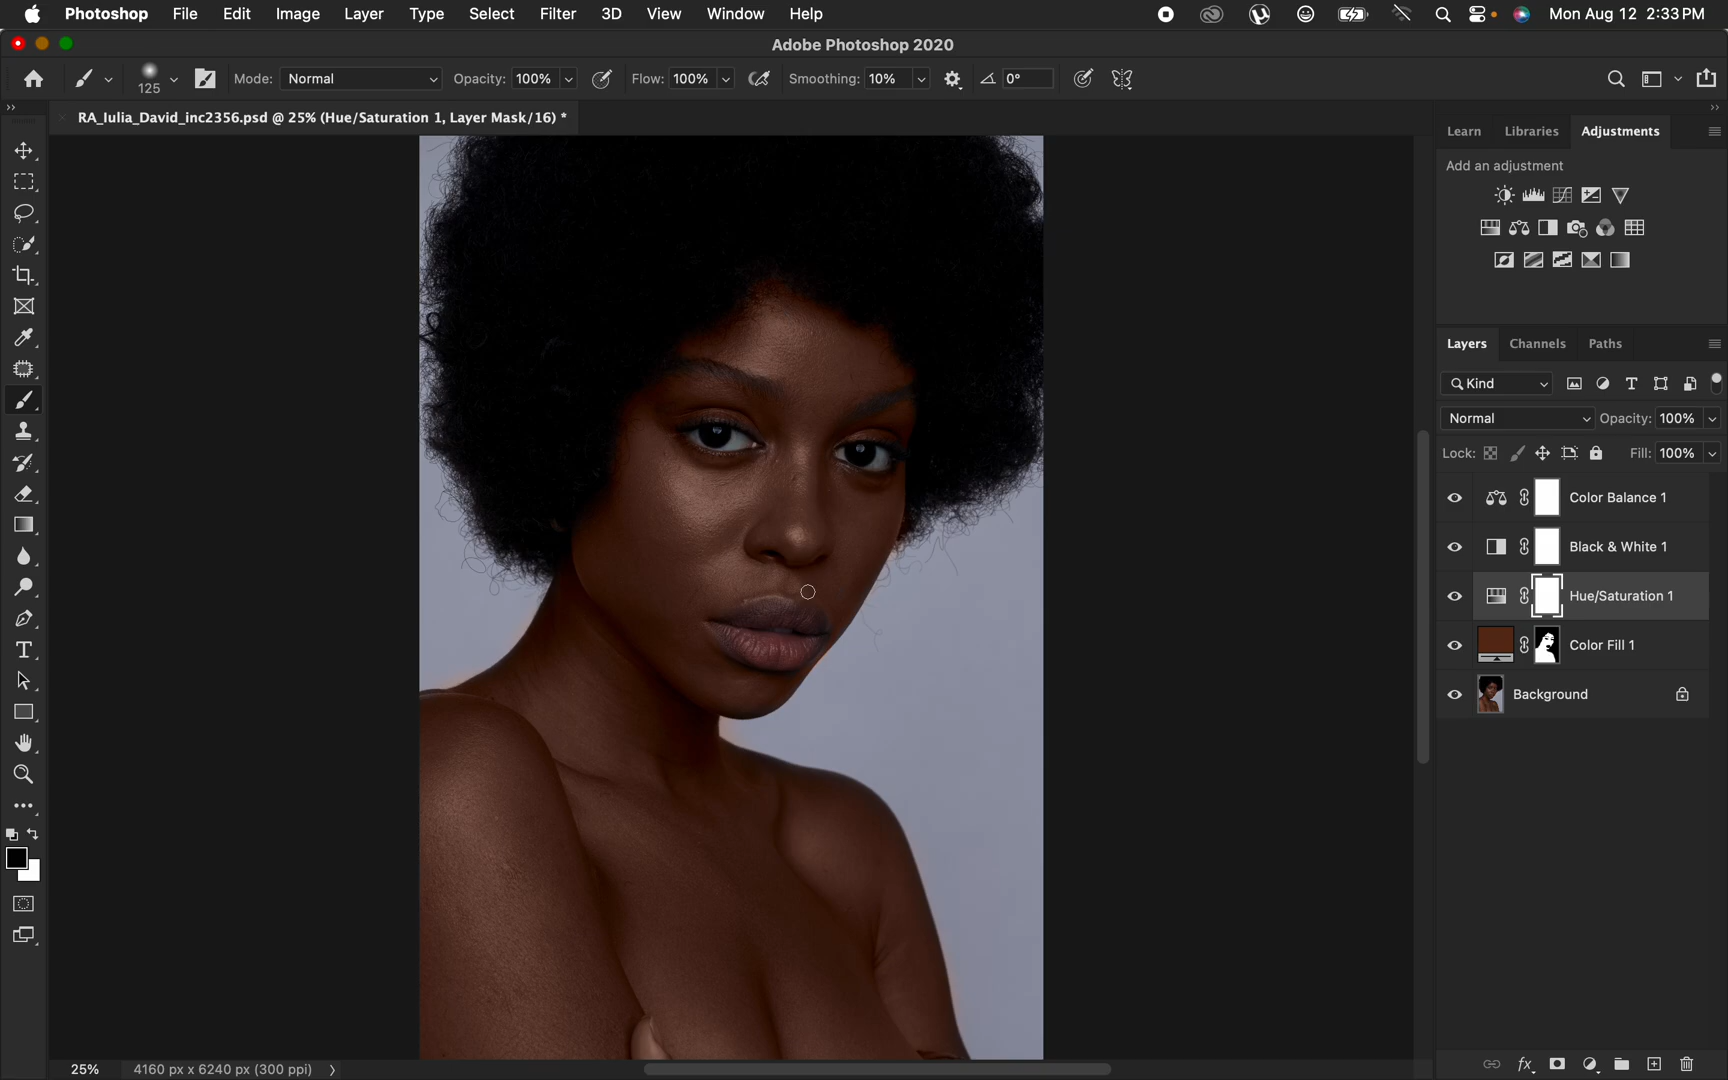 Photoshop File Edit Image Layer Type Select Filter 3D View Window Help Mon Aug 12 2:33 PM
Adobe Photoshop 2020
125 Mode: Normal Opacity: 100% Flow: 100% Smoothing: 10% 0°
RA_Iulia_David_inc2356.psd @ 25% (Hue/Saturation 1, Layer Mask/16) *
Learn Libraries Adjustments
Add an adjustment
Layers Channels Paths
Kind
Normal Opacity: 100%
Lock: Fill: 100%
Color Balance 1
Black & White 1
Hue/Saturation 1
Color Fill 1
Background
25% 4160 px x 6240 px (300 ppi)